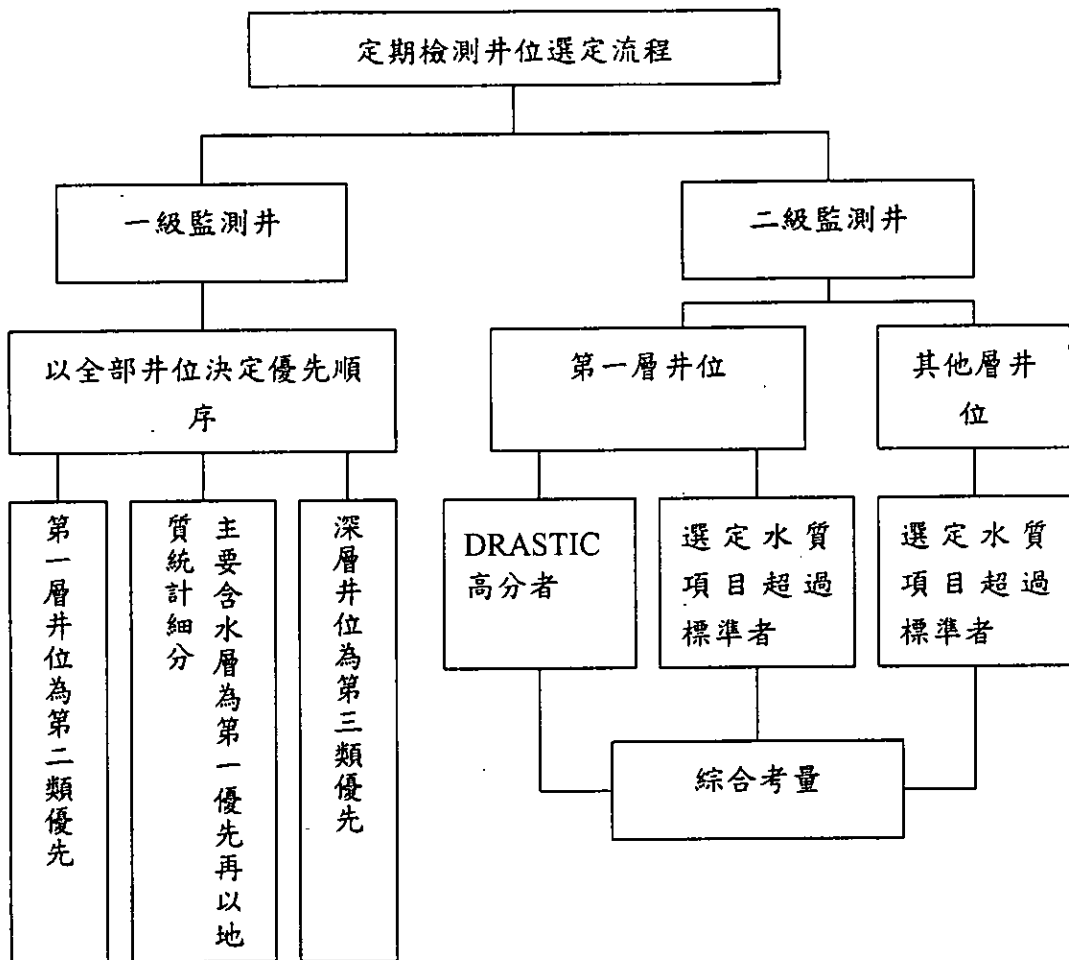 定期檢測井位選定流程
一級監測井
二級監測井
以全部井位決定優先順
序
第一層井位
其他層井
位
第一層井位為第二類優先
主要含水層為第一優先再以地
質統計細分
深層井位為第三類優先
DRASTIC
高分者
選定水質
項目超過
標準者
選定水質
項目超過
標準者
綜合考量